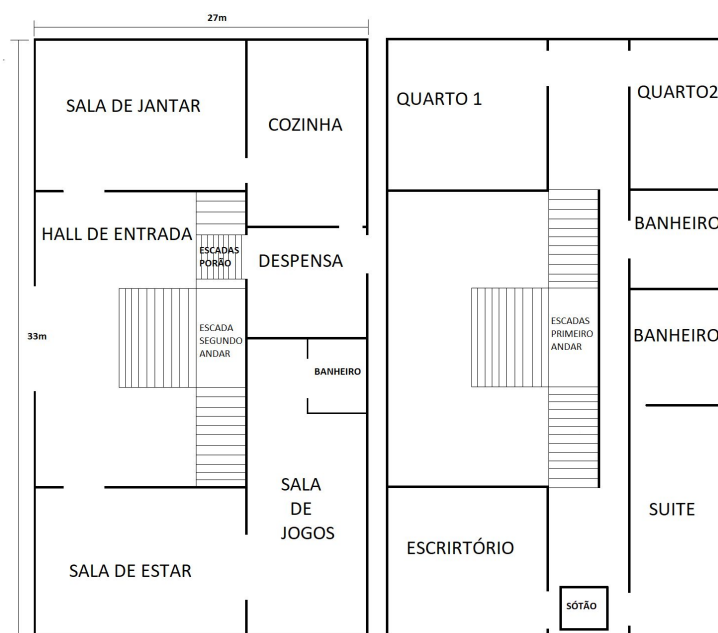 27m
SALA DE JANTAR
COZINHA
HALL DE ENTRADA
ESCADAS
PORÃO
DESPENSA
33m
ESCADA
SEGUNDO
ANDAR
BANHEIRO
SALA
DE
JOGOS
SALA DE ESTAR
QUARTO 1
QUARTO2
BANHEIRO
ESCADAS
PRIMEIRO
ANDAR
BANHEIRO
SUITE
ESCRIRTÓRIO
SÓTÃO